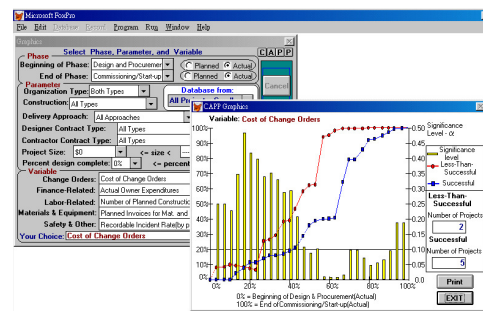 Microsoft FoxPro
File Edit Database Record Program Run Window Help
Graphics
Select Phase, Parameter, and Variable
CAPP
Phase
Beginning of Phase: Design and Procuremer Planned Actual
End of Phase: Commissioning/Start-up Planned Actual
Parameter
Organization Type: Both Types
Database from:
Cancel
Construction: All Types
Delivery Approach: All Approaches
Designer Contract Type: All Types
Contractor Contract Type: All Types
Project Size: $0 <= size <
Percent design complete: 0% <= percent
Variable
Change Orders: Cost of Change Orders
Finance-Related: Actual Owner Expenditures
Labor-Related: Number of Planned Constructic
Materials & Equipment: Planned Invoices for Mat. and
Safety & Other: Recordable Incident Rate(by p
Your Choice: Cost of Change Orders
CAPP Graphics
Variable: Cost of Change Orders
100%
90%
80%
70%
60%
50%
40%
30%
20%
10%
0%
0% 20% 40% 60% 80% 100%
0.50
0.45
0.40
0.35
0.30
0.25
0.20
0.15
0.10
0.05
0.0
0% = Beginning of Design & Procurement(Actual)
100% = End of Commissioning/Start-up(Actual)
Significance
Level - α
Significance
level
Less-Than-
Successful
Successful
Less-Than-
Successful
Number of Projects
2
Successful
Number of Projects
5
Print
EXIT